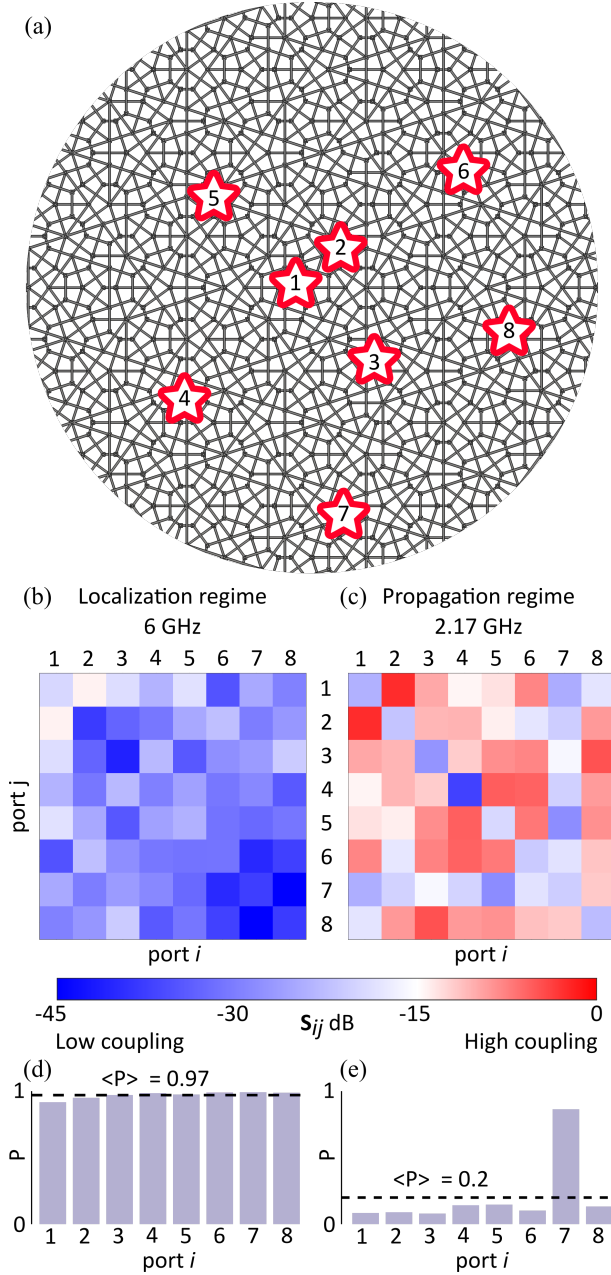 (a)
6
5
2
1
8
3
4
7
(b) Localization regime (c) Propagation regime
6 GHz 2.17 GHz
1 2 3 4 5 6 7 8 1 2 3 4 5 6 7 8
1
2
3
4
5
6
7
8
port j
port i port i
-45 -30 S_ij dB -15 0
Low coupling High coupling
(d) (e)
<P> = 0.97
1 1
P P
<P> = 0.2
0 0
1 2 3 4 5 6 7 8 1 2 3 4 5 6 7 8
port i port i